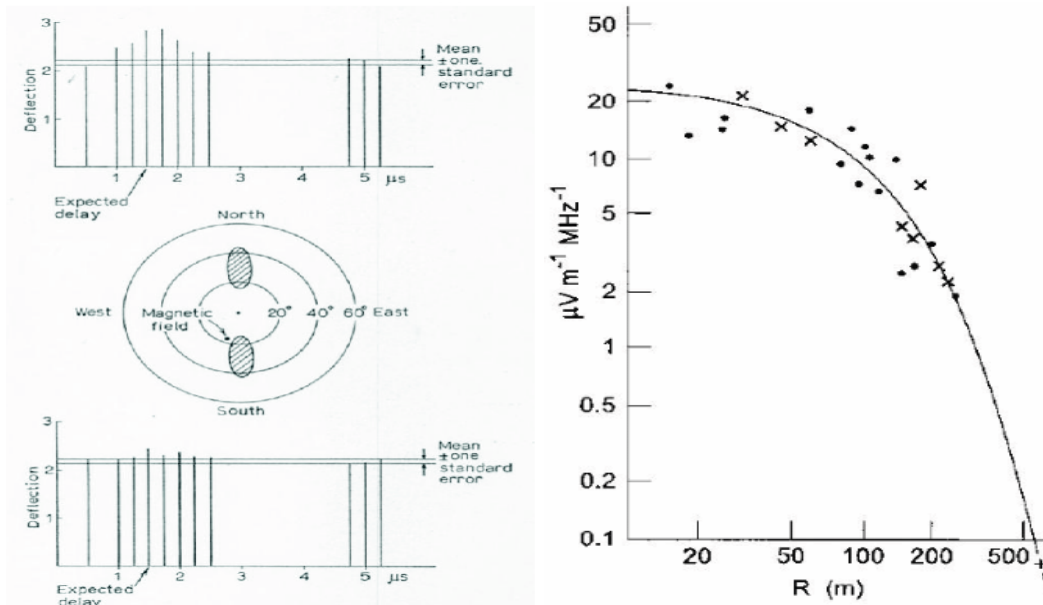 3
2
1
Deflection
Mean
± one
standard
error
1
2
3
4
5
μs
Expected
delay
North
West
Magnetic
field
20°
40°
60°
East
South
3
2
1
Deflection
Mean
± one
standard
error
1
2
3
4
5
μs
Expected
delay
50
20
10
5
2
1
0.5
0.2
0.1
μV m⁻¹ MHz⁻¹
20
50
100
200
500
R (m)